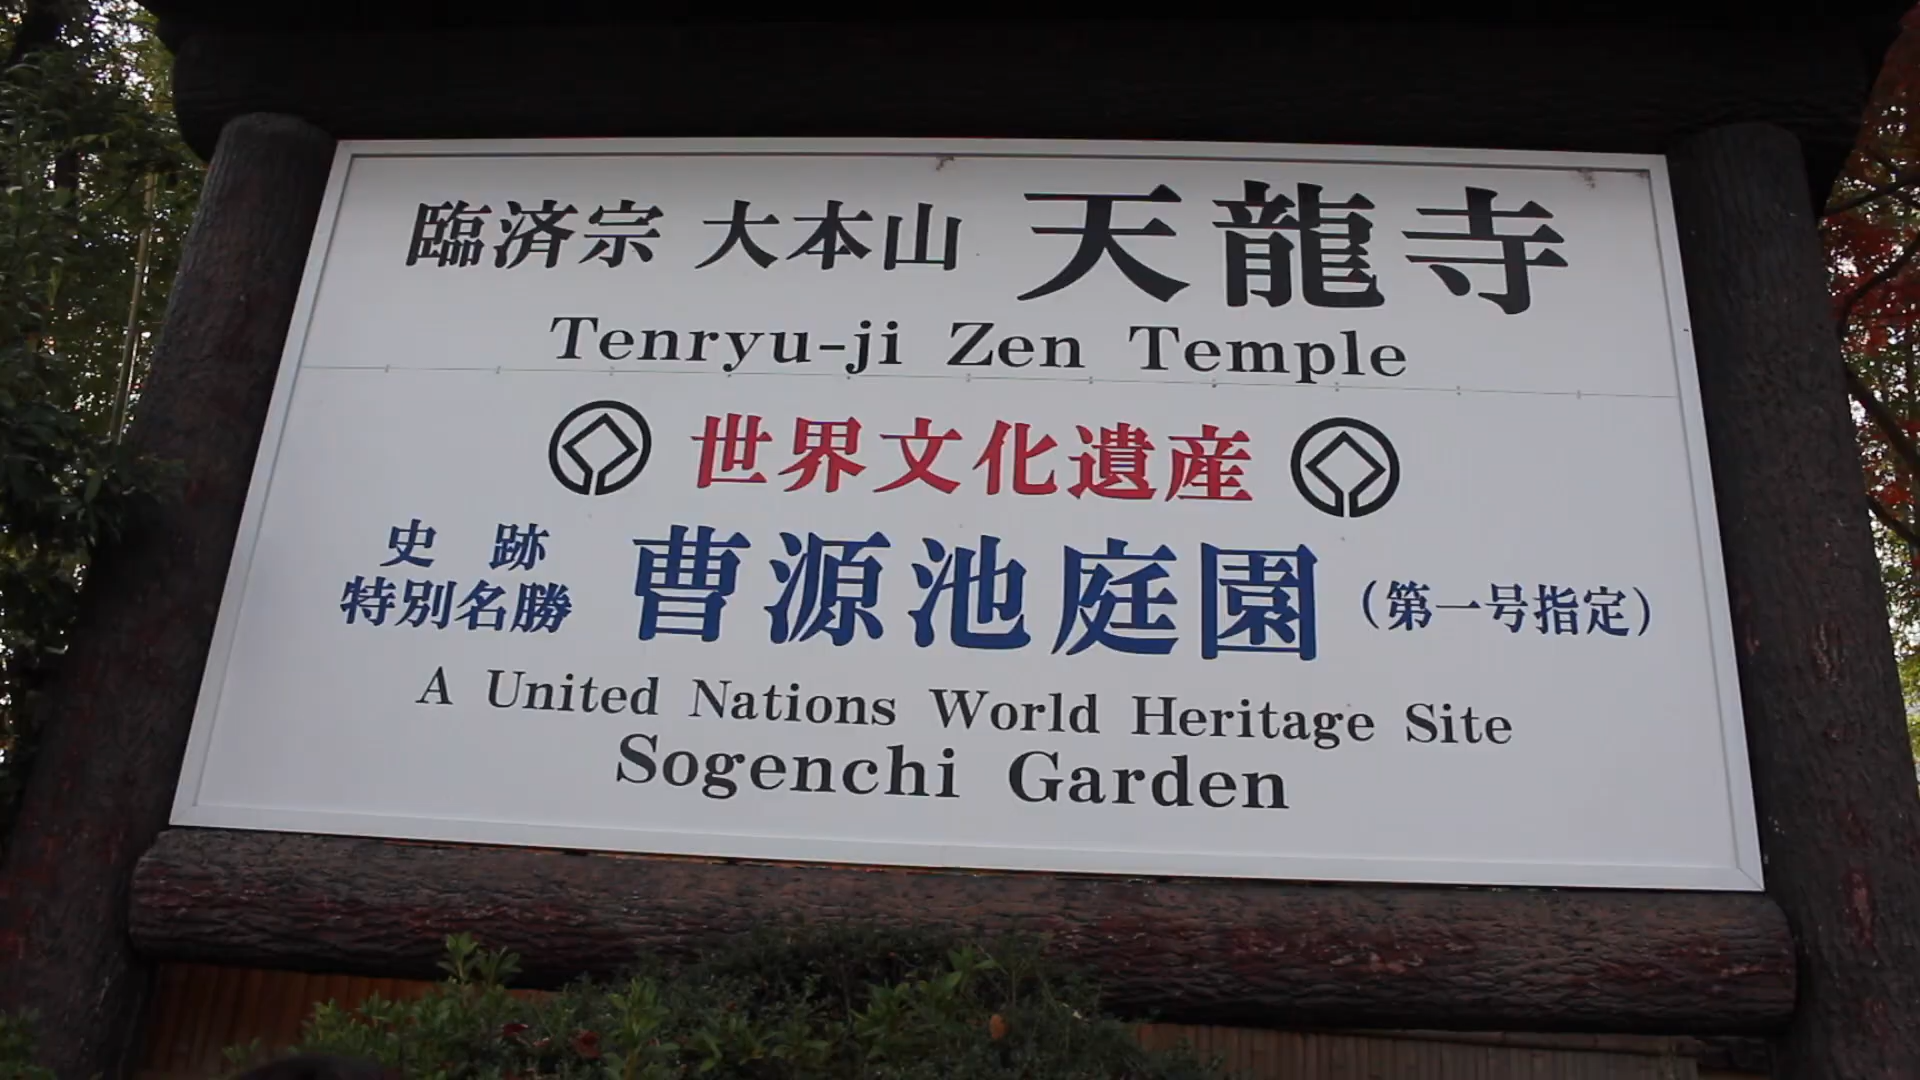 臨済宗 大本山 天龍寺
Tenryu-ji Zen Temple
世界文化遺産
史跡
特別名勝 曹源池庭園 (第一号指定)
A United Nations World Heritage Site
Sogenchi Garden